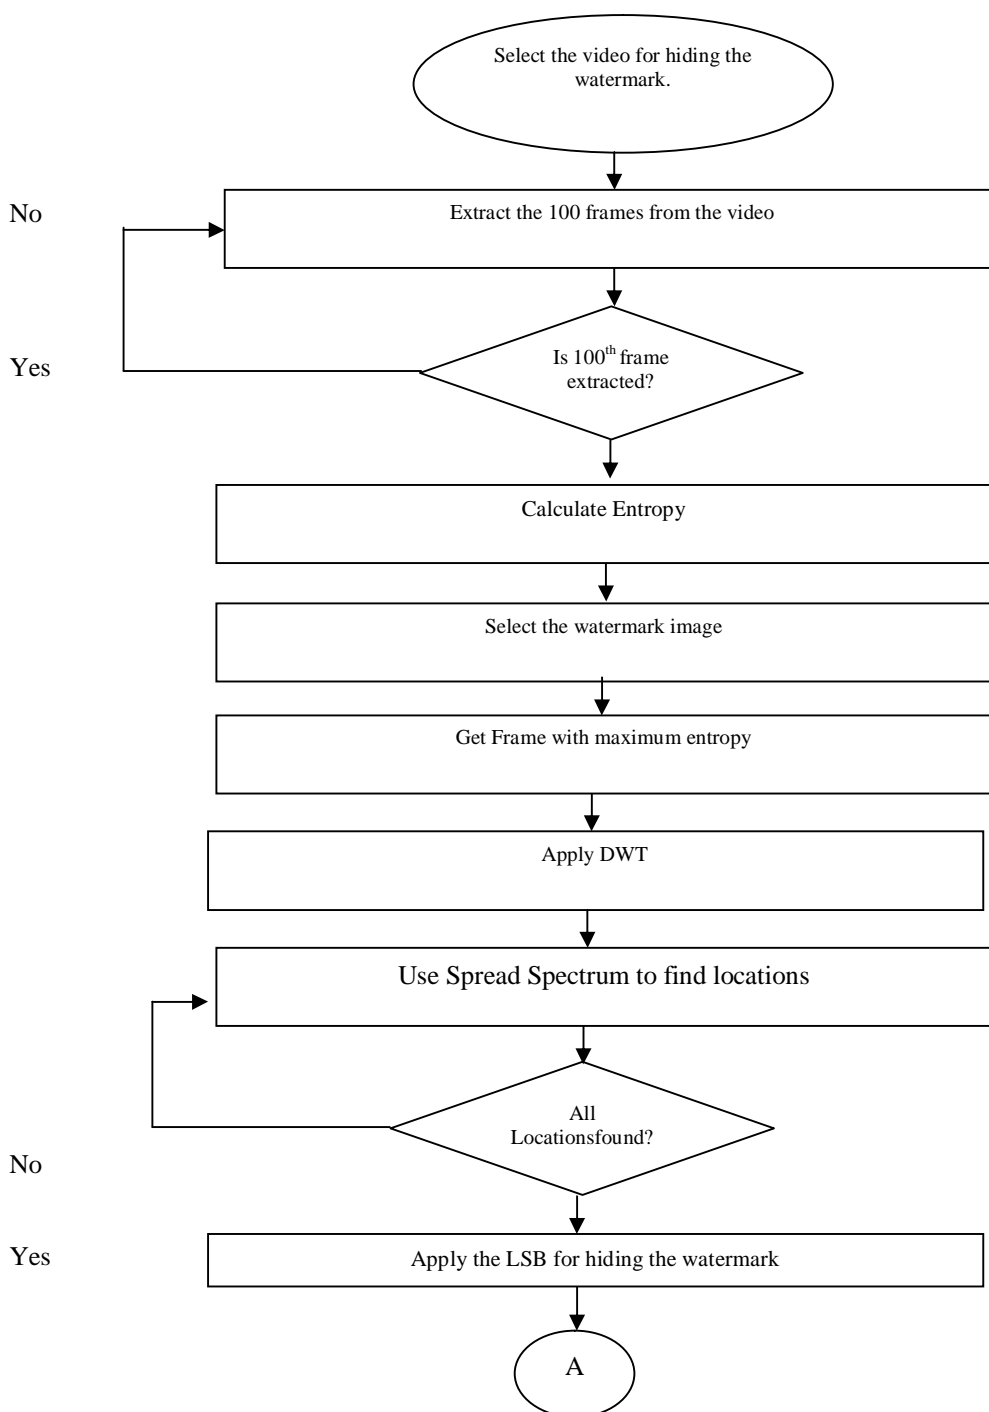 Select the video for hiding the
watermark.
No
Extract the 100 frames from the video
Yes
Is 100th frame
extracted?
Calculate Entropy
Select the watermark image
Get Frame with maximum entropy
Apply DWT
Use Spread Spectrum to find locations
All
Locationsfound?
No
Yes
Apply the LSB for hiding the watermark
A